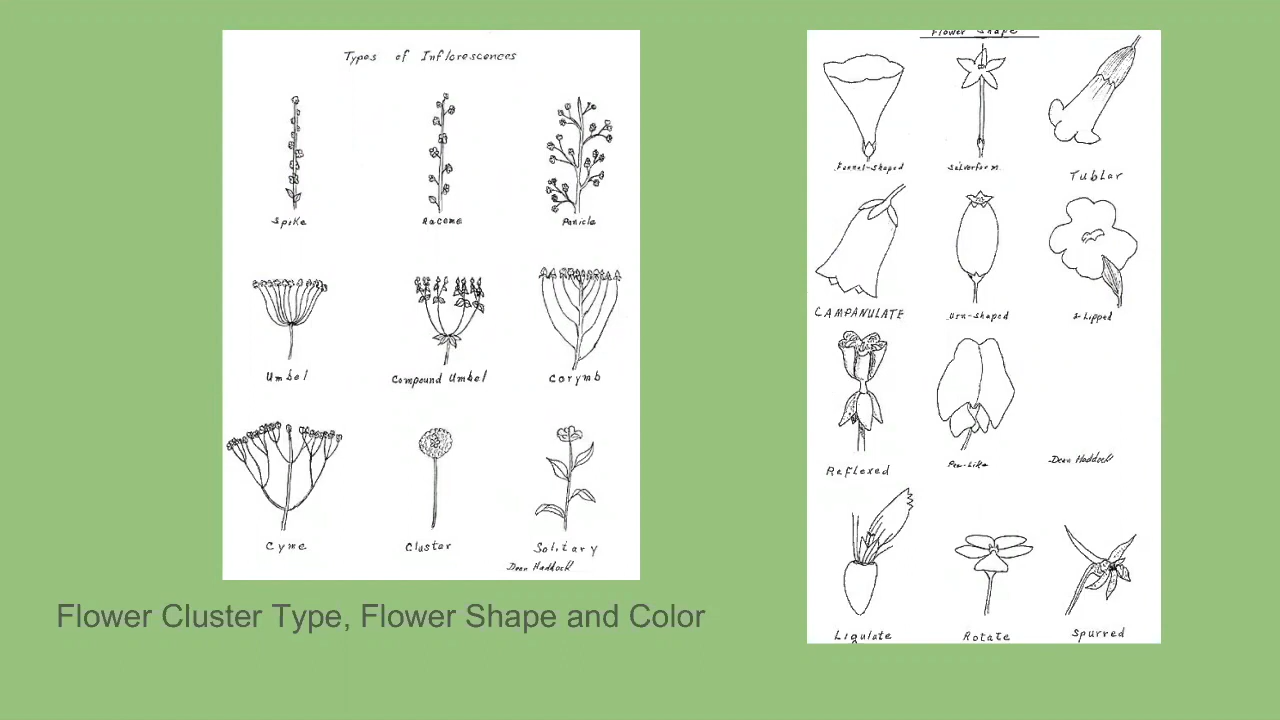 Types of Inflorescences
Spike
Raceme
Panicle
Umbel
Compound Umbel
Corymb
Cyme
Cluster
Solitary
Dean Haddock
Flower Shape
Funnel-shaped
Salverform
Tublar
CAMPANULATE
Urn-shaped
2-Lipped
Reflexed
Pea-Like
Dean Haddock
Ligulate
Rotate
Spurred
Flower Cluster Type, Flower Shape and Color